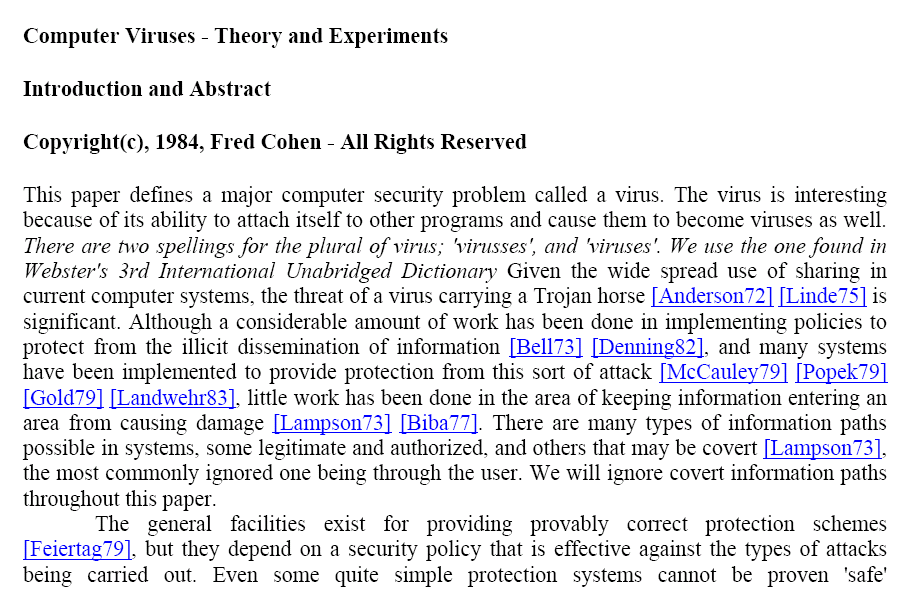 Computer Viruses - Theory and Experiments
Introduction and Abstract
Copyright(c), 1984, Fred Cohen - All Rights Reserved
This paper defines a major computer security problem called a virus. The virus is interesting
because of its ability to attach itself to other programs and cause them to become viruses as well.
There are two spellings for the plural of virus; 'virusses', and 'viruses'. We use the one found in
Webster's 3rd International Unabridged Dictionary Given the wide spread use of sharing in
current computer systems, the threat of a virus carrying a Trojan horse [Anderson72] [Linde75] is
significant. Although a considerable amount of work has been done in implementing policies to
protect from the illicit dissemination of information [Bell73] [Denning82], and many systems
have been implemented to provide protection from this sort of attack [McCauley79] [Popek79]
[Gold79] [Landwehr83], little work has been done in the area of keeping information entering an
area from causing damage [Lampson73] [Biba77]. There are many types of information paths
possible in systems, some legitimate and authorized, and others that may be covert [Lampson73],
the most commonly ignored one being through the user. We will ignore covert information paths
throughout this paper.
The general facilities exist for providing provably correct protection schemes
[Feiertag79], but they depend on a security policy that is effective against the types of attacks
being carried out. Even some quite simple protection systems cannot be proven 'safe'